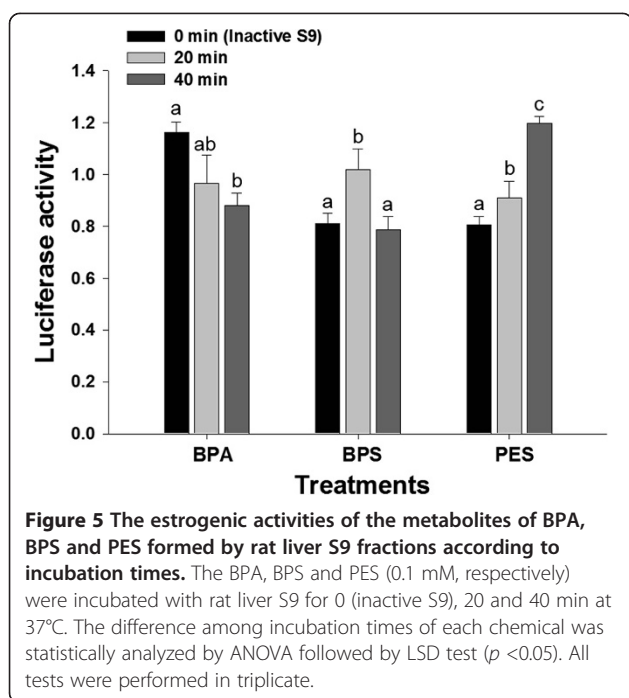 0 min (Inactive S9)
20 min
40 min
1.4
1.2
1.0
0.8
0.6
0.4
0.2
0.0
Luciferase activity
a
ab
b
a
b
a
a
b
c
BPA
BPS
PES
Treatments
Figure 5 The estrogenic activities of the metabolites of BPA,
BPS and PES formed by rat liver S9 fractions according to
incubation times. The BPA, BPS and PES (0.1 mM, respectively)
were incubated with rat liver S9 for 0 (inactive S9), 20 and 40 min at
37°C. The difference among incubation times of each chemical was
statistically analyzed by ANOVA followed by LSD test (p <0.05). All
tests were performed in triplicate.